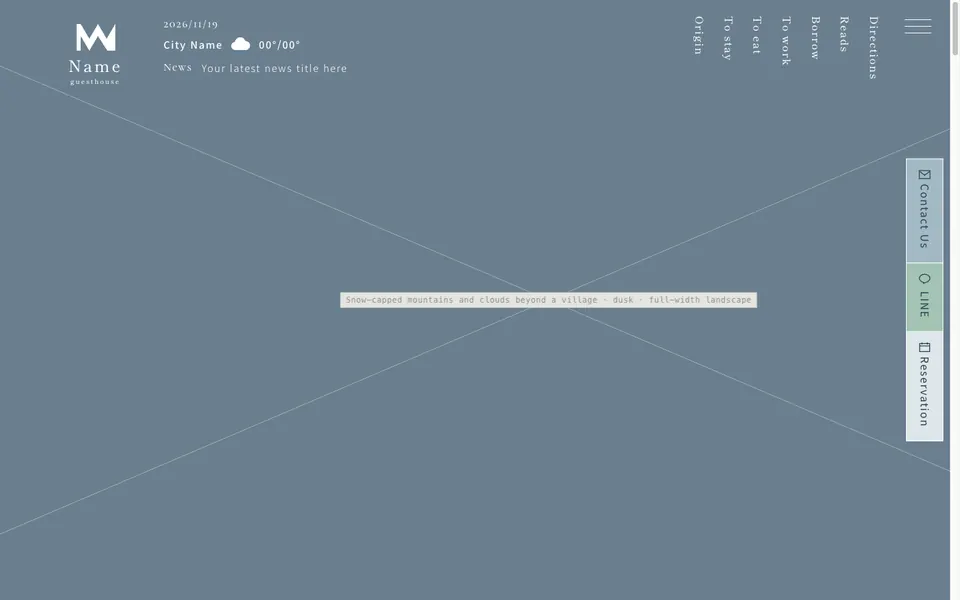 Name
guesthouse
2026/11/19
City Name 00°/00°
News Your latest news title here
Origin
To stay
To eat
To work
Borrow
Reads
Directions
Contact Us
LINE
Reservation
Snow-capped mountains and clouds beyond a village · dusk · full-width landscape